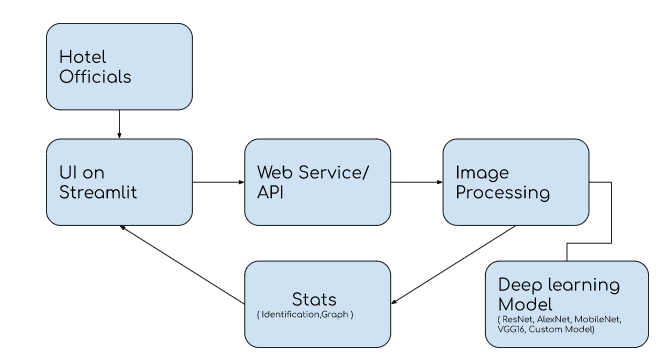 Hotel
Officials
UI on
Streamlit
Web Service/
API
Image
Processing
Stats
( Identification,Graph )
Deep learning
Model
( ResNet, AlexNet, MobileNet,
VGG16, Custom Model)